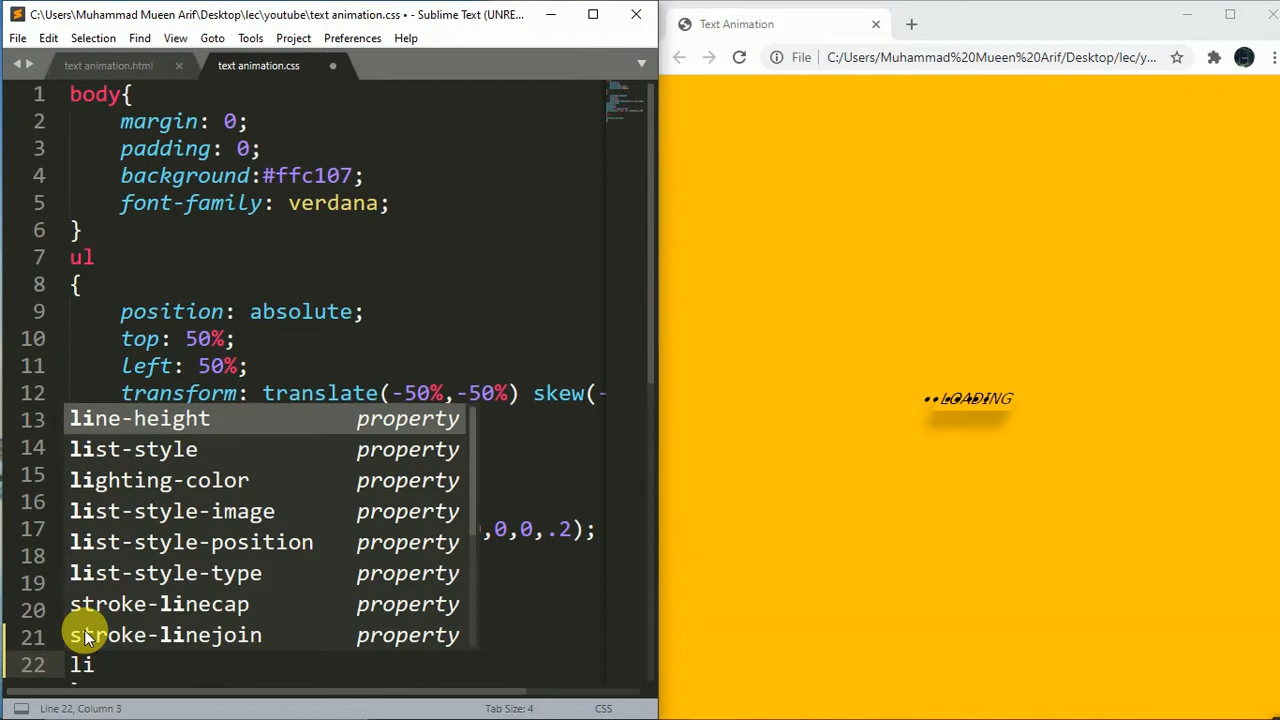 C:\Users\Muhammad Mueen Arif\Desktop\lec\youtube\text animation.css • - Sublime Text (UNRE...
File Edit Selection Find View Goto Tools Project Preferences Help
text animation.html
text animation.css
1 body{
2 margin: 0;
3 padding: 0;
4 background:#ffc107;
5 font-family: verdana;
6 }
7 ul
8 {
9 position: absolute;
10 top: 50%;
11 left: 50%;
12 transform: translate(-50%,-50%) skew(-
13 line-height property
14 list-style property
15 lighting-color property
16 list-style-image property
17 ,0,0,.2);
18 list-style-position property
19 list-style-type property
20 stroke-linecap property
21 stroke-linejoin property
22 li
Line 22, Column 3
Tab Size: 4
CSS
Text Animation
File C:/Users/Muhammad%20Mueen%20Arif/Desktop/lec/y...
LOADING